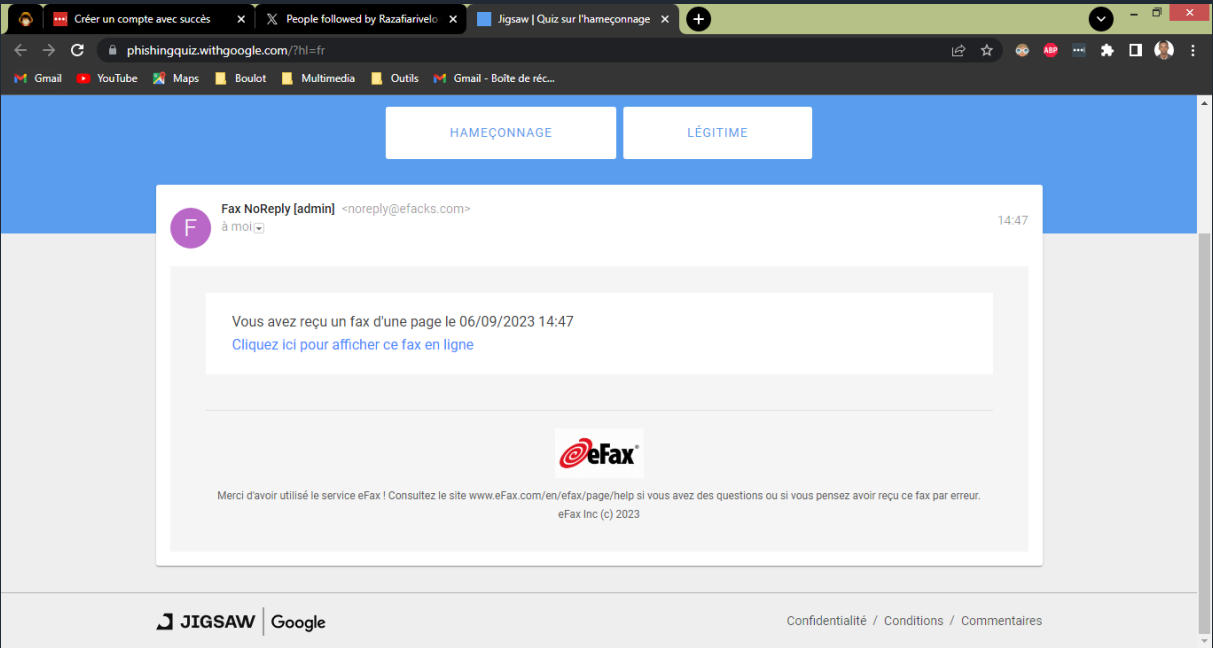 Créer un compte avec succès
People followed by Razafiarivelo
Jigsaw | Quiz sur l'hameçonnage
phishingquiz.withgoogle.com/?hl=fr
ABP
Gmail
YouTube
Maps
Boulot
Multimedia
Outils
Gmail - Boîte de réc...
HAMEÇONNAGE
LÉGITIME
F
Fax NoReply [admin] <noreply@efacks.com>
à moi
14:47
Vous avez reçu un fax d'une page le 06/09/2023 14:47
Cliquez ici pour afficher ce fax en ligne
eFax®
Merci d'avoir utilisé le service eFax ! Consultez le site www.eFax.com/en/efax/page/help si vous avez des questions ou si vous pensez avoir reçu ce fax par erreur.
eFax Inc (c) 2023
JIGSAW | Google
Confidentialité / Conditions / Commentaires